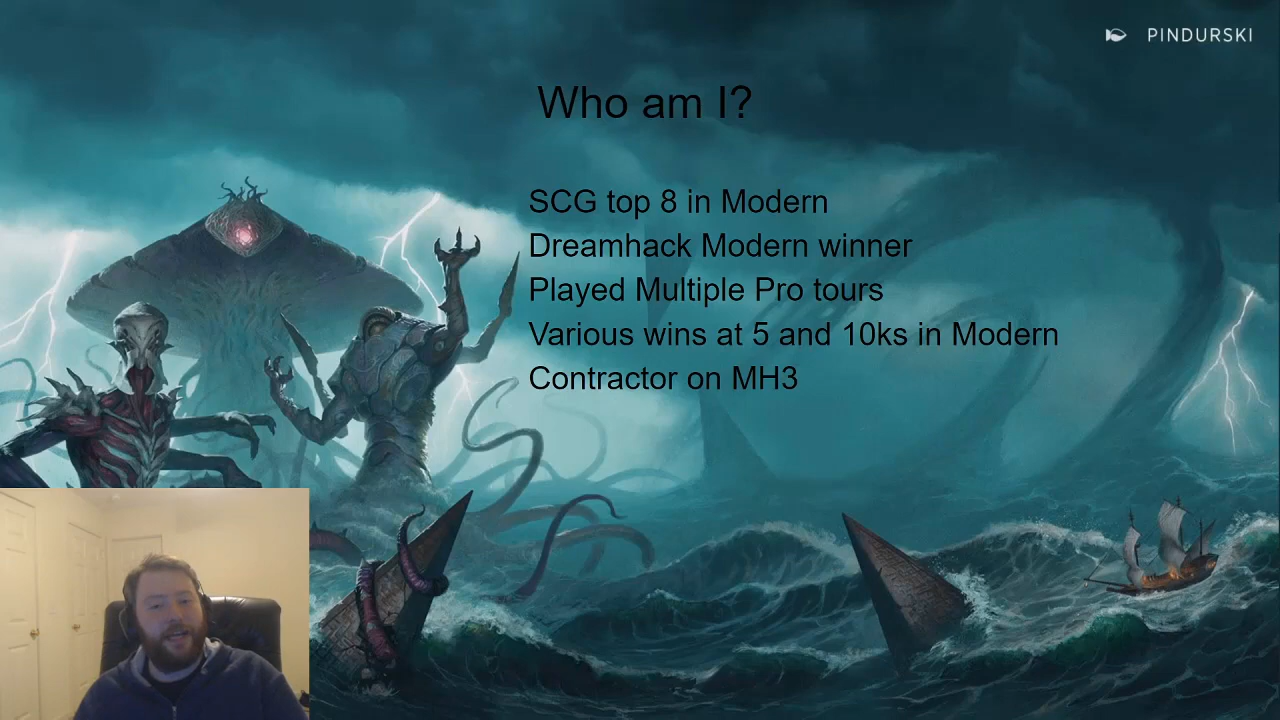 PINDURSKI
Who am I?
SCG top 8 in Modern
Dreamhack Modern winner
Played Multiple Pro tours
Various wins at 5 and 10ks in Modern
Contractor on MH3